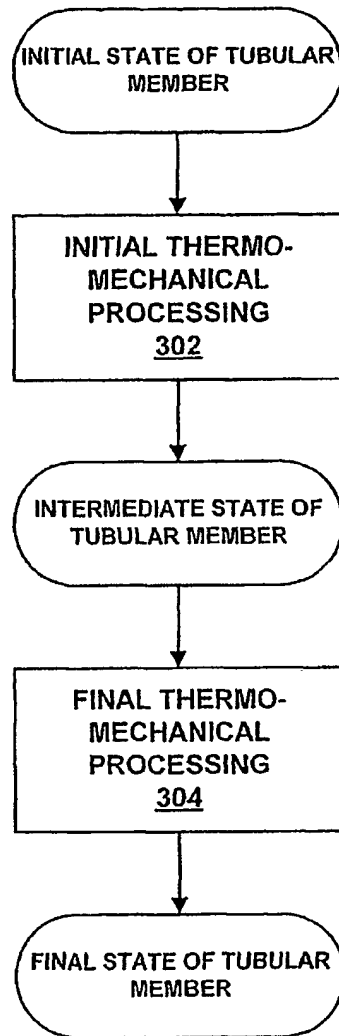 INITIAL STATE OF TUBULAR
MEMBER
INITIAL THERMO-
MECHANICAL
PROCESSING
302
INTERMEDIATE STATE OF
TUBULAR MEMBER
FINAL THERMO-
MECHANICAL
PROCESSING
304
FINAL STATE OF TUBULAR
MEMBER